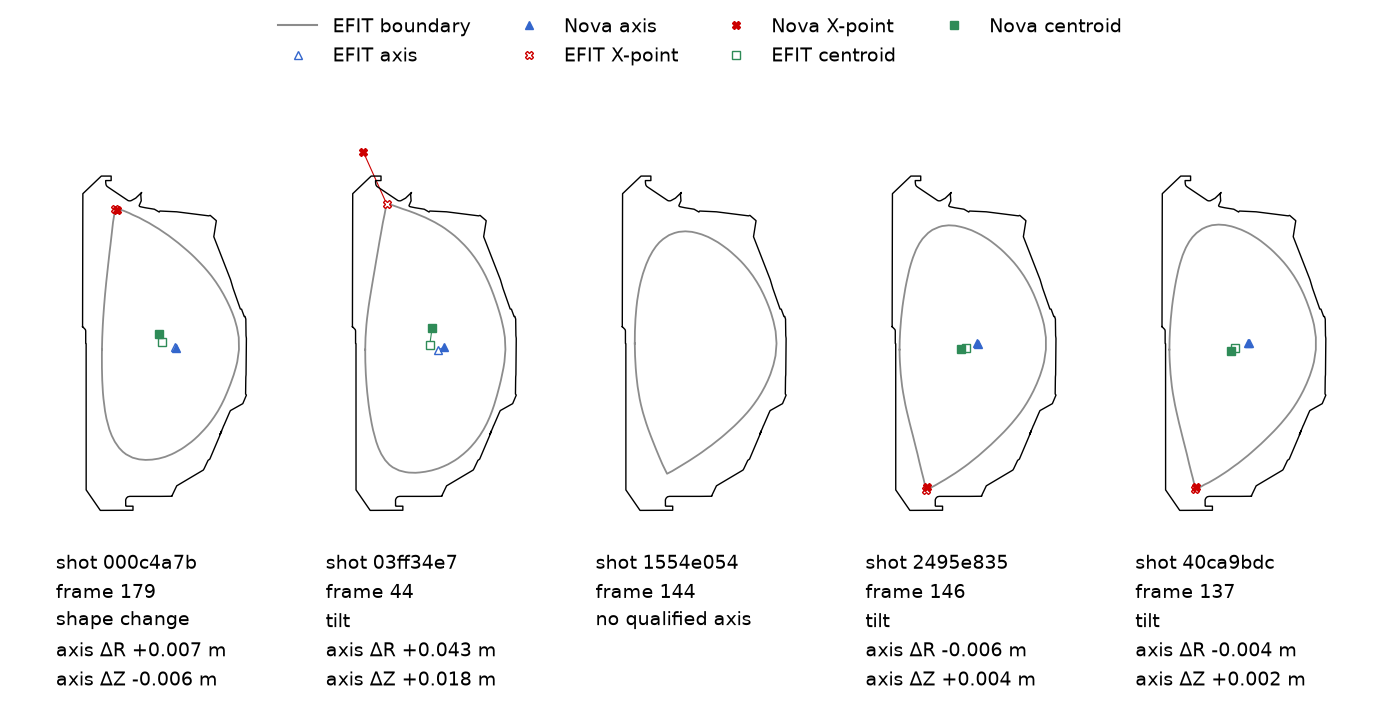 EFIT boundary
Nova axis
Nova X-point
Nova centroid
EFIT axis
EFIT X-point
EFIT centroid
shot 000c4a7b
frame 179
shape change
axis ΔR +0.007 m
axis ΔZ -0.006 m
shot 03ff34e7
frame 44
tilt
axis ΔR +0.043 m
axis ΔZ +0.018 m
shot 1554e054
frame 144
no qualified axis
shot 2495e835
frame 146
tilt
axis ΔR -0.006 m
axis ΔZ +0.004 m
shot 40ca9bdc
frame 137
tilt
axis ΔR -0.004 m
axis ΔZ +0.002 m